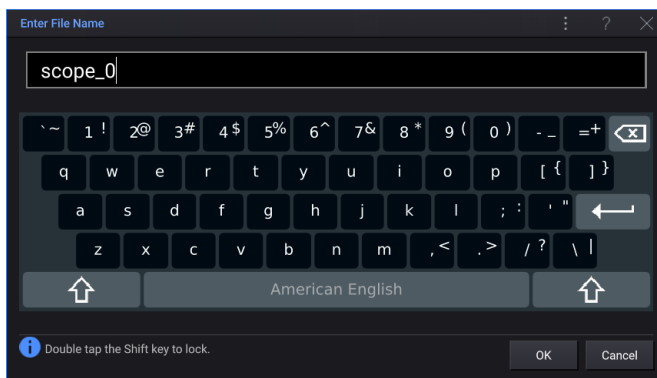 Enter File Name
?
scope_0
` ~ 1 ! 2 @ 3 # 4 $ 5 % 6 ^ 7 & 8 * 9 ( 0 ) - _ = +
q w e r t y u i o p [ { ] }
a s d f g h j k l ; : ' "
z x c v b n m , < . > / ? \ |
American English
i Double tap the Shift key to lock.
OK Cancel